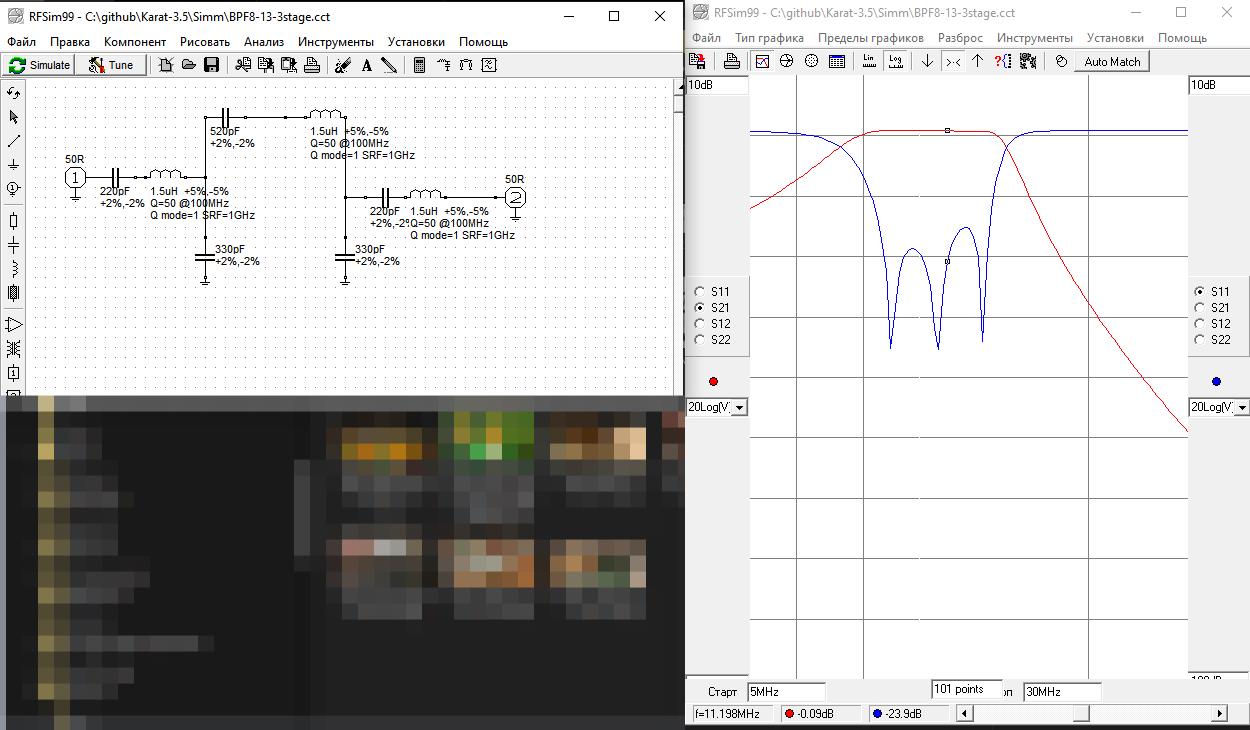 RFSim99 - C:\github\Karat-3.5\Simm\BPF8-13-3stage.cct
Файл Правка Компонент Рисовать Анализ Инструменты Установки Помощь
Simulate Tune
520pF
+2%,-2%
1.5uH +5%,-5%
Q=50 @100MHz
Q mode=1 SRF=1GHz
50R
1
220pF
+2%,-2%
1.5uH +5%,-5%
Q=50 @100MHz
Q mode=1 SRF=1GHz
50R
2
220pF
+2%,-2%
1.5uH +5%,-5%
Q=50 @100MHz
Q mode=1 SRF=1GHz
330pF
+2%,-2%
330pF
+2%,-2%
RFSim99 - C:\github\Karat-3.5\Simm\BPF8-13-3stage.cct
Файл Тип графика Пределы графиков Разброс Инструменты Установки Помощь
Lin Log Auto Match
10dB
10dB
S11
S21
S12
S22
S11
S21
S12
S22
20Log(V)
20Log(V)
Старт 5MHz 101 points 30MHz
f=11.198MHz -0.09dB -23.9dB